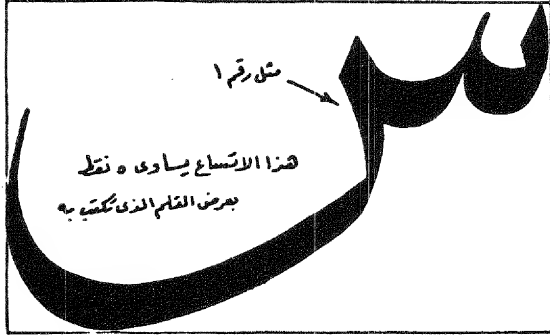 س
مثل رقم ١
هذا الاتساع يساوى ٥ نقط
بعرض القلم الذى تكتب به